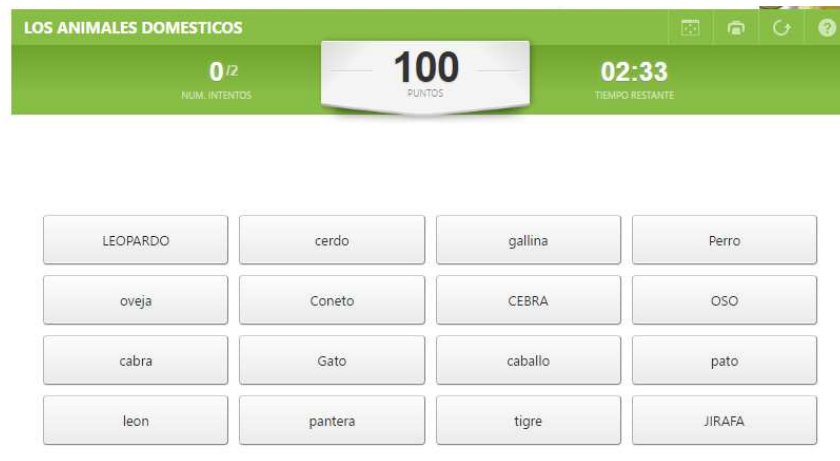 LOS ANIMALES DOMESTICOS
0/2
NUM. INTENTOS
100
PUNTOS
02:33
TIEMPO RESTANTE
LEOPARDO
cerdo
gallina
Perro
oveja
Coneto
CEBRA
OSO
cabra
Gato
caballo
pato
leon
pantera
tigre
JIRAFA